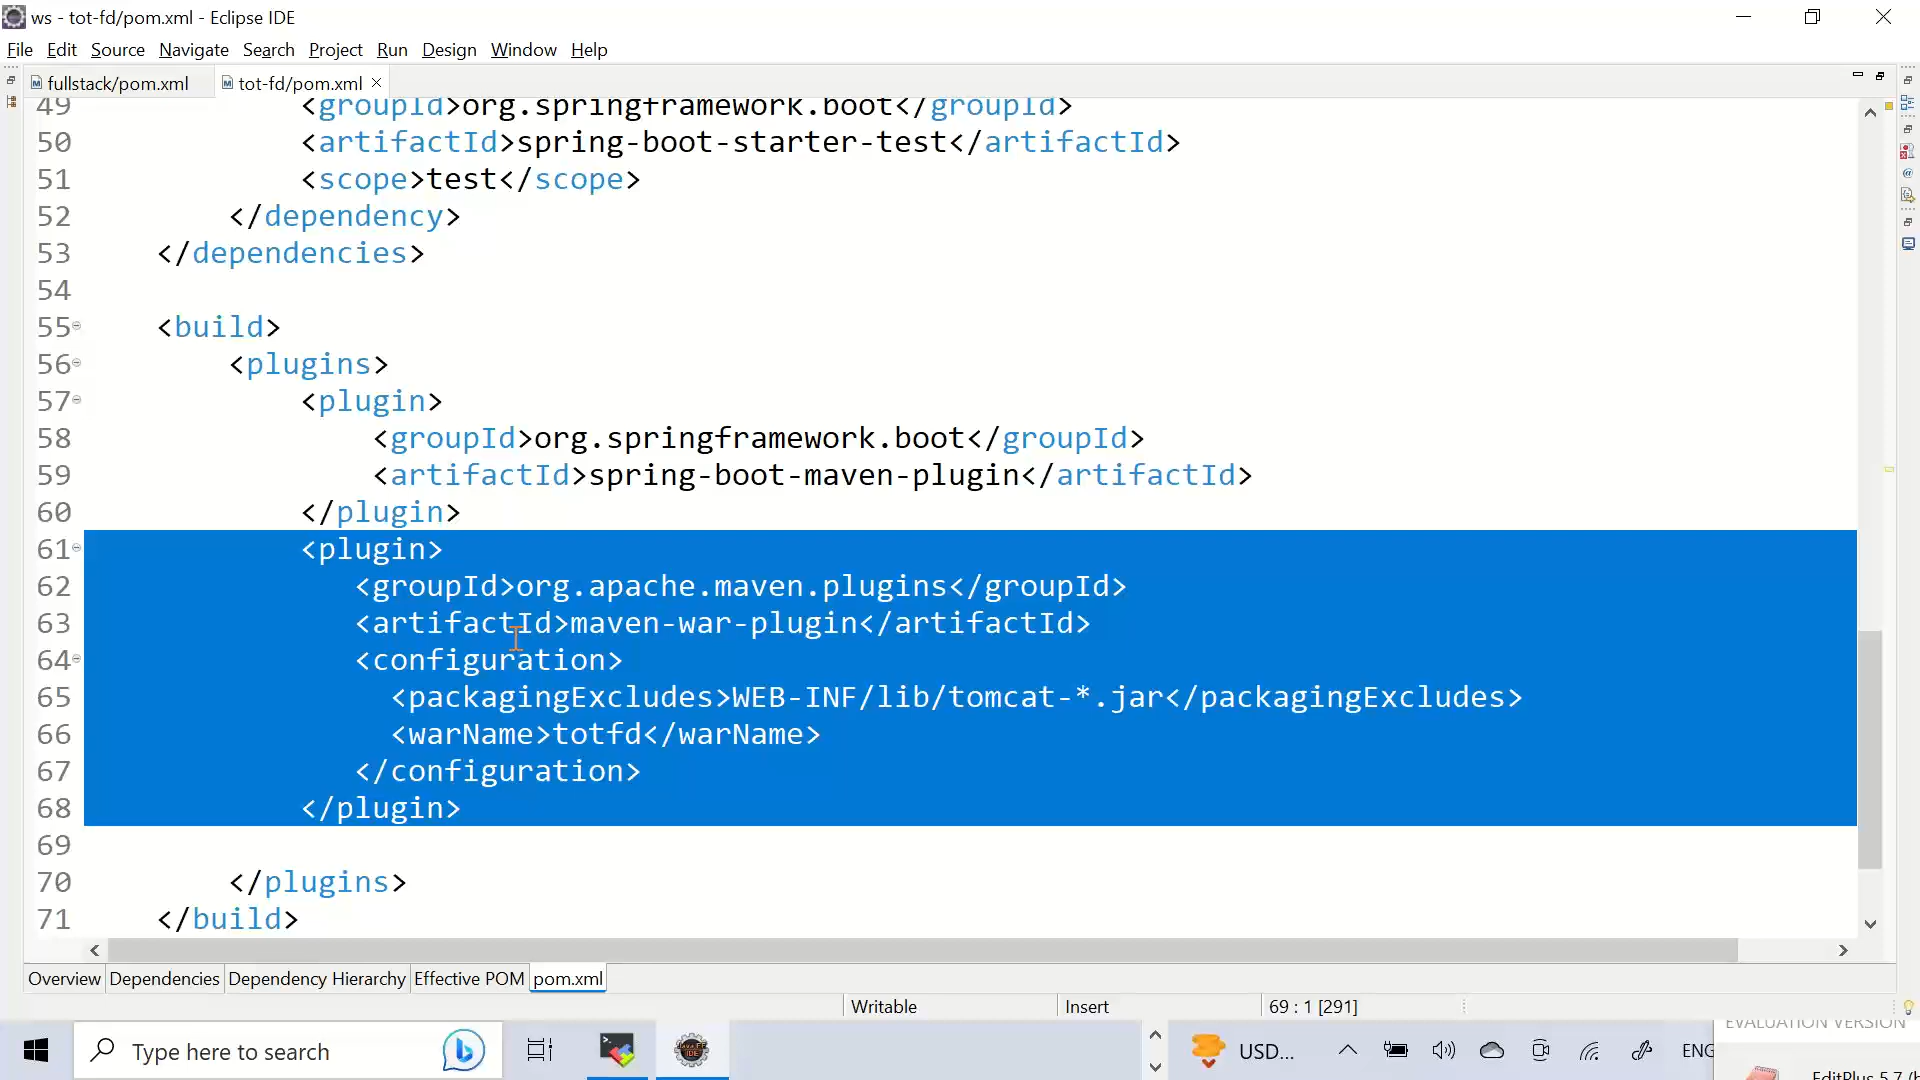 ws - tot-fd/pom.xml - Eclipse IDE
File Edit Source Navigate Search Project Run Design Window Help
fullstack/pom.xml tot-fd/pom.xml
49 <groupId>org.springframework.boot</groupId>
50 <artifactId>spring-boot-starter-test</artifactId>
51 <scope>test</scope>
52 </dependency>
53 </dependencies>
54
55 <build>
56 <plugins>
57 <plugin>
58 <groupId>org.springframework.boot</groupId>
59 <artifactId>spring-boot-maven-plugin</artifactId>
60 </plugin>
61 <plugin>
62 <groupId>org.apache.maven.plugins</groupId>
63 <artifactId>maven-war-plugin</artifactId>
64 <configuration>
65 <packagingExcludes>WEB-INF/lib/tomcat-*.jar</packagingExcludes>
66 <warName>totfd</warName>
67 </configuration>
68 </plugin>
69
70 </plugins>
71 </build>
Overview Dependencies Dependency Hierarchy Effective POM pom.xml
Writable Insert 69 : 1 [291]
EVALUATION VERSION
Type here to search USD... ENG
EditPlus 5.7